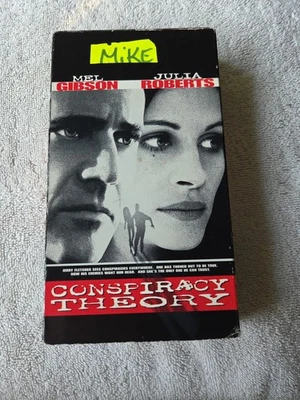 MiKE
MEL JULIA
GIBSON ROBERTS
JERRY FLETCHER SEES CONSPIRACIES EVERYWHERE. ONE HAS TURNED OUT TO BE TRUE.
NOW HIS ENEMIES WANT HIM DEAD. AND SHE'S THE ONLY ONE HE CAN TRUST.
CONSPIRACY
THEORY